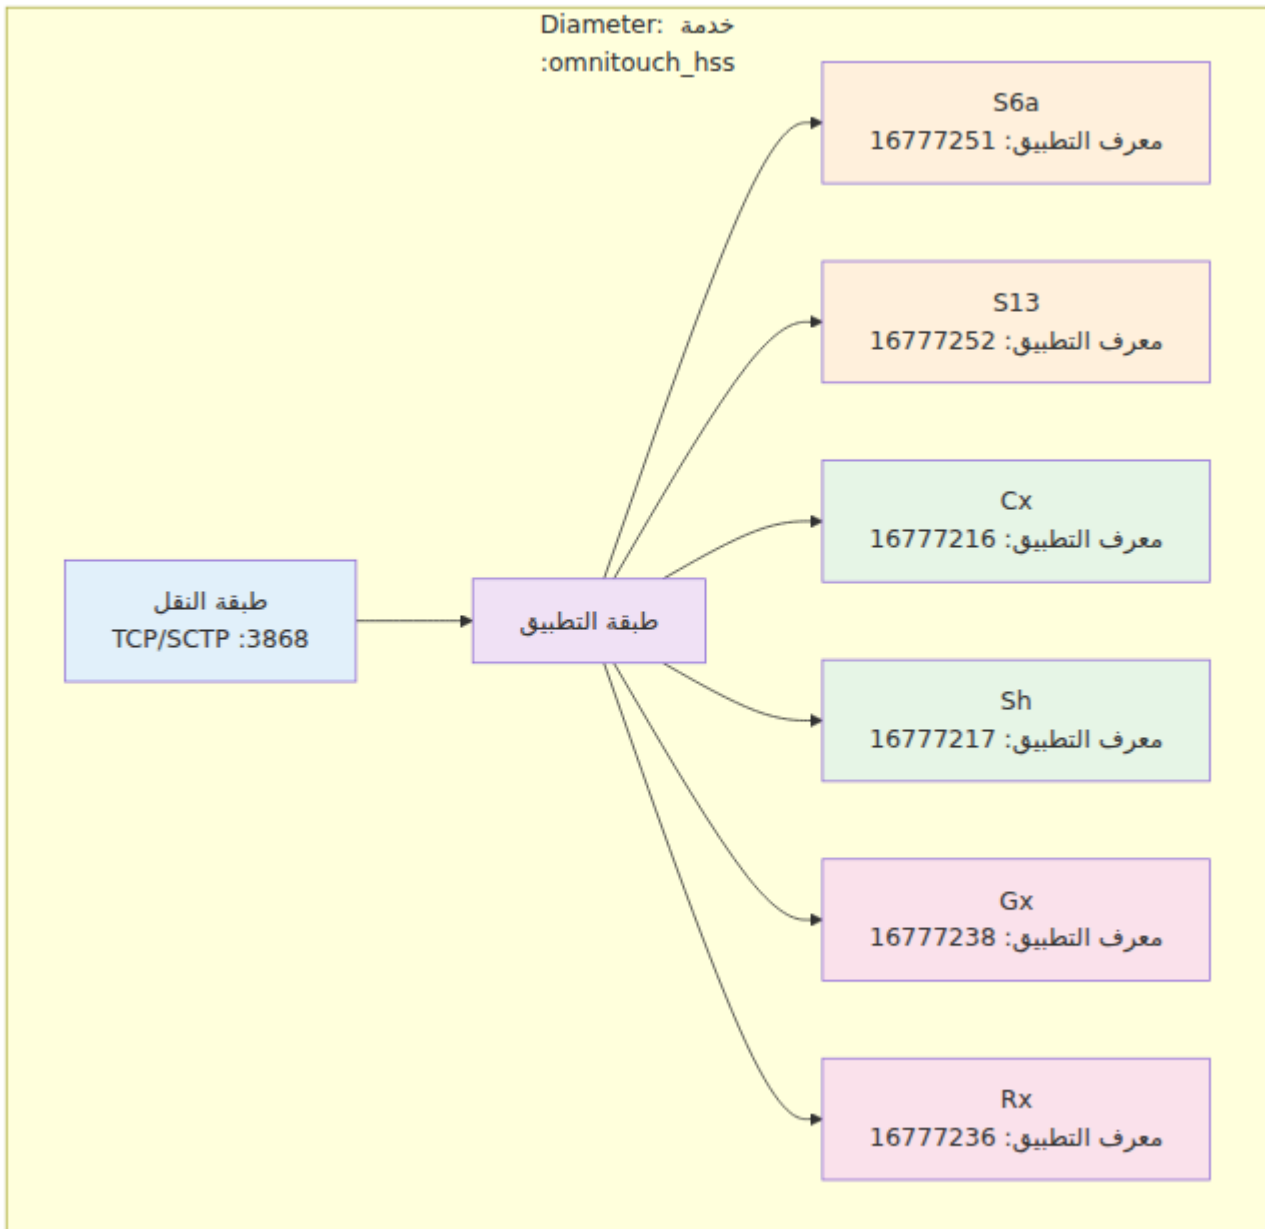 خدمة Diameter:
:omnitouch_hss
طبقة النقل
TCP/SCTP :3868
طبقة التطبيق
S6a
معرف التطبيق: 16777251
S13
معرف التطبيق: 16777252
Cx
معرف التطبيق: 16777216
Sh
معرف التطبيق: 16777217
Gx
معرف التطبيق: 16777238
Rx
معرف التطبيق: 16777236